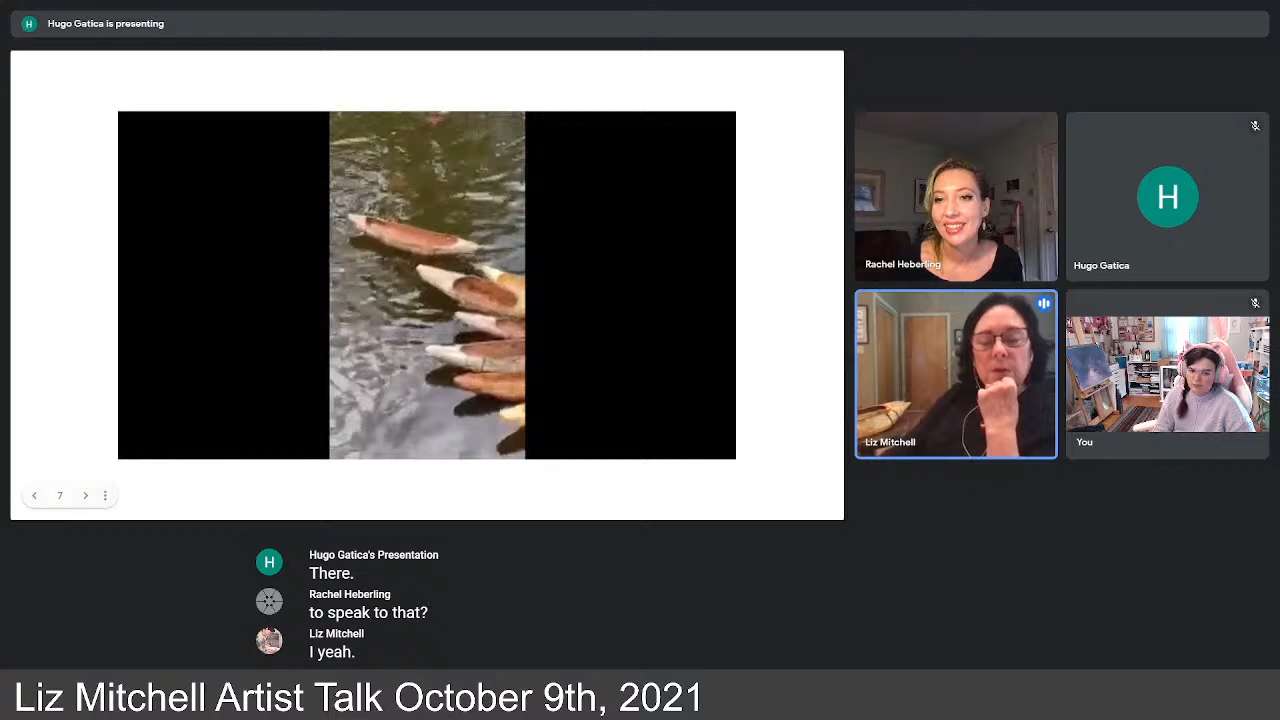 H Hugo Gatica is presenting
Rachel Heberling
H
Hugo Gatica
Liz Mitchell
You
7
H Hugo Gatica's Presentation
There.
Rachel Heberling
to speak to that?
Liz Mitchell
I yeah.
Liz Mitchell Artist Talk October 9th, 2021